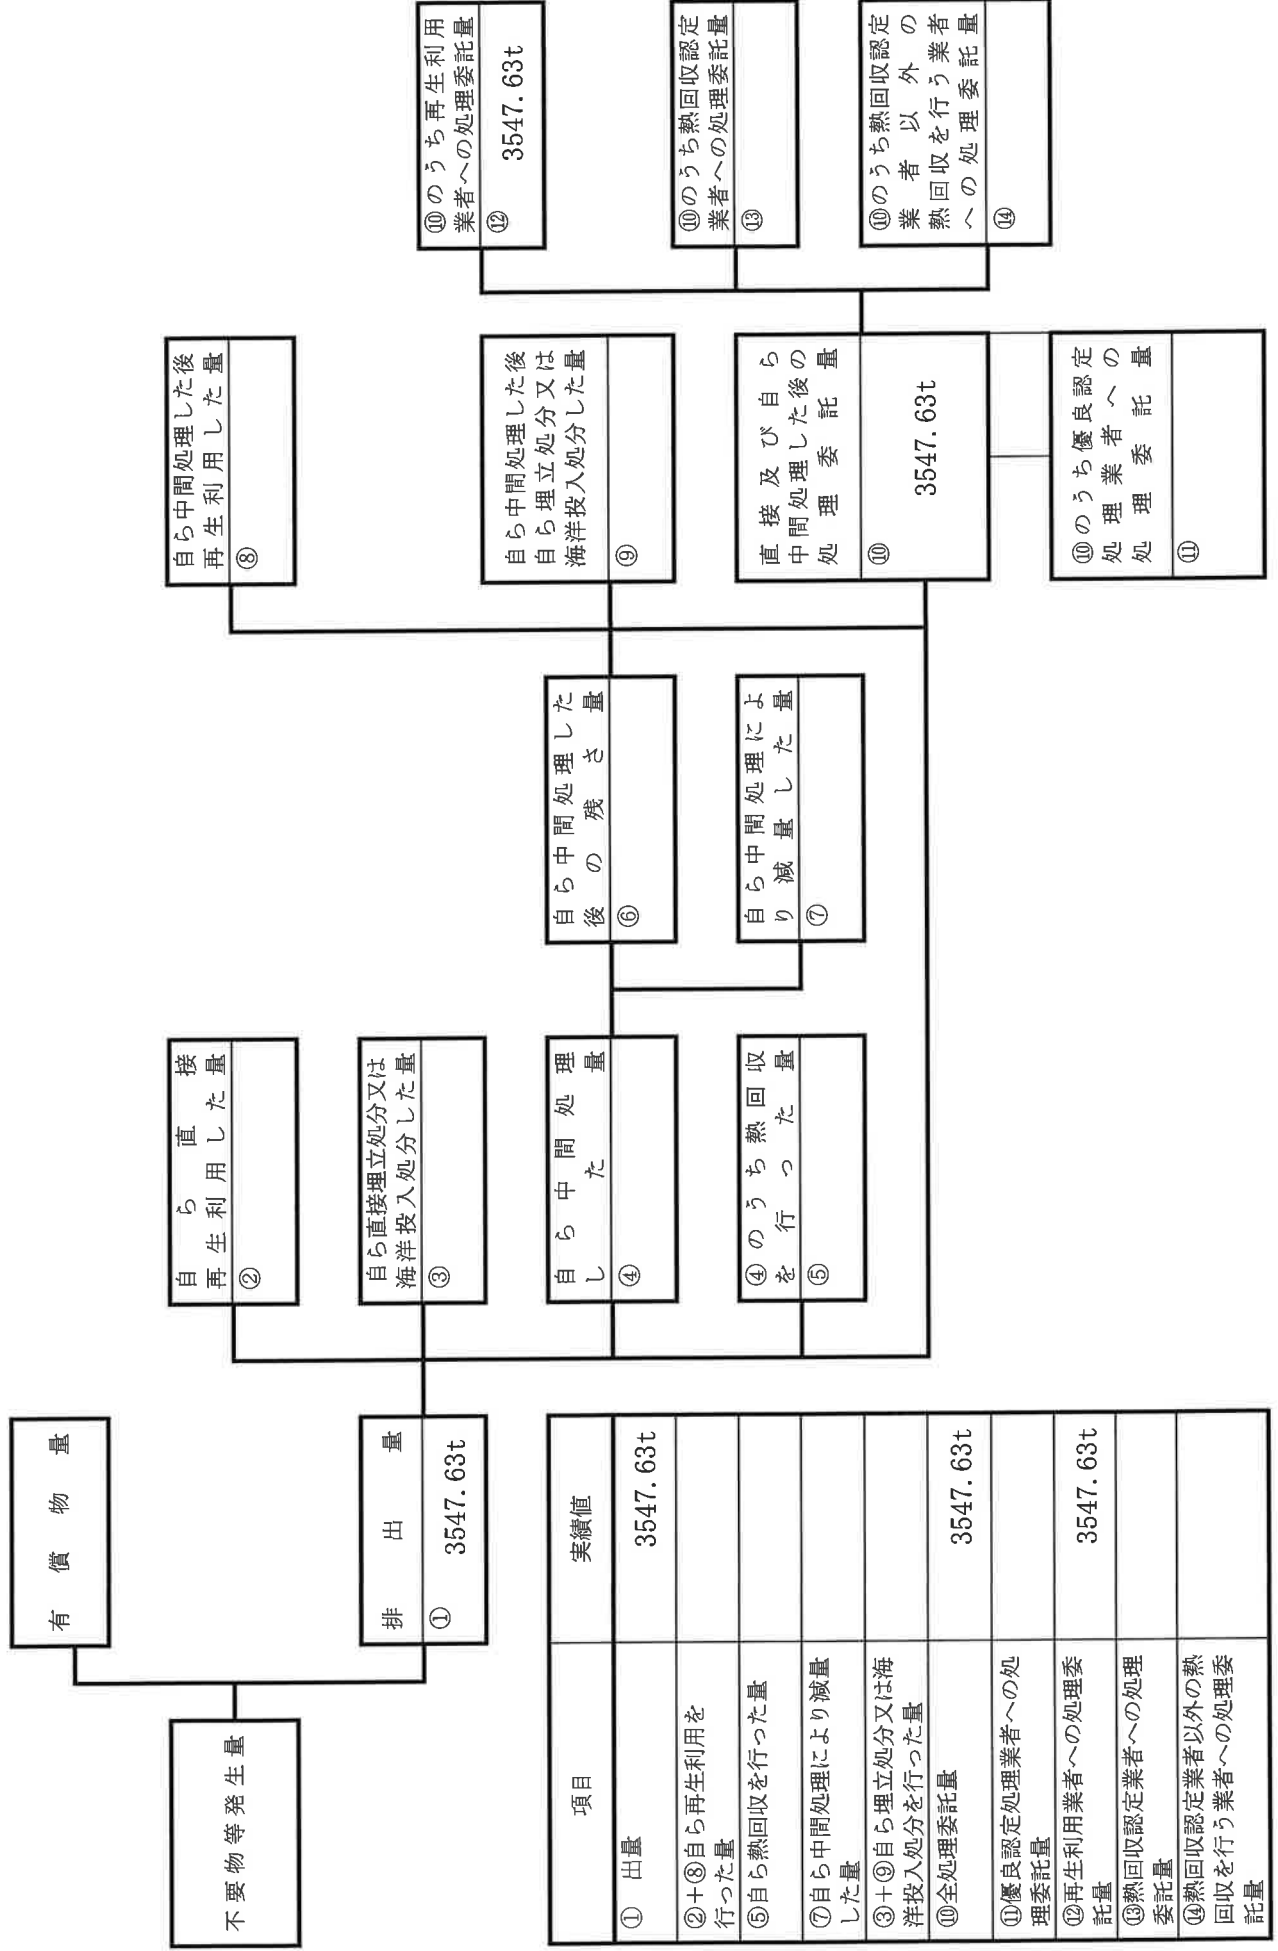 不要物等発生量
有償物量
排出量
① 3547.63t
自ら直接
再生利用した量
②
自ら直接埋立処分又は
海洋投入処分した量
③
自ら中間処理
した量
④
④のうち熱回収
を行った量
⑤
自ら中間処理した
後の残さ量
⑥
自ら中間処理によ
り減量した量
⑦
自ら中間処理した後
再生利用した量
⑧
自ら中間処理した後
自ら埋立処分又は
海洋投入処分した量
⑨
直接及び自ら
中間処理した後の
処理委託量
⑩
3547.63t
⑩のうち優良認定
処理業者への
処理委託量
⑪
⑩のうち再生利用
業者への処理委託量
⑫
3547.63t
⑩のうち熱回収認定
業者への処理委託量
⑬
⑩のうち熱回収認定
業者以外の
熱回収を行う業者
への処理委託量
⑭
項目 実績値
① 出量 3547.63t
②+⑧自ら再生利用を
行った量
⑤自ら熱回収を行った量
⑦自ら中間処理により減量
した量
③+⑨自ら埋立処分又は海
洋投入処分を行った量
⑩全処理委託量 3547.63t
⑪優良認定処理業者への処
理委託量
⑫再生利用業者への処理委 3547.63t
託量
⑬熱回収認定業者への処理
委託量
⑭熱回収認定業者以外の熱
回収を行う業者への処理委
託量